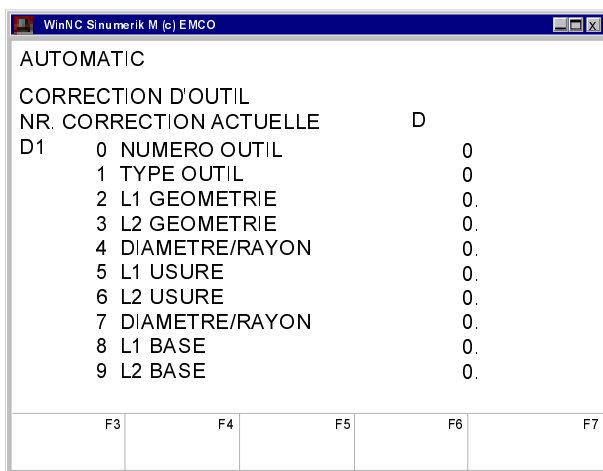 WinNC Sinumerik M (c) EMCO
AUTOMATIC
CORRECTION D'OUTIL
NR. CORRECTION ACTUELLE D
D1 0 NUMERO OUTIL 0
1 TYPE OUTIL 0
2 L1 GEOMETRIE 0.
3 L2 GEOMETRIE 0.
4 DIAMETRE/RAYON 0.
5 L1 USURE 0.
6 L2 USURE 0.
7 DIAMETRE/RAYON 0.
8 L1 BASE 0.
9 L2 BASE 0.
F3 F4 F5 F6 F7